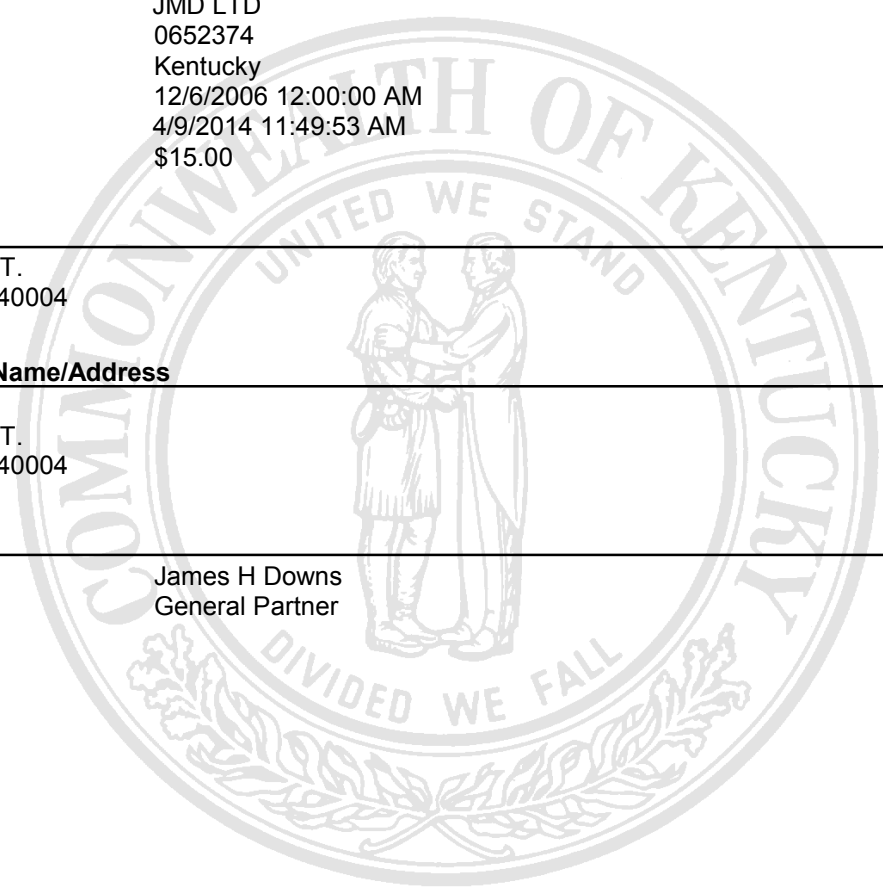 JMD LTD
0652374
Kentucky
12/6/2006 12:00:00 AM
4/9/2014 11:49:53 AM
$15.00
COMMONWEALTH OF KENTUCKY
UNITED WE STAND
T.
40004
Name/Address
T.
40004
James H Downs
General Partner
DIVIDED WE FALL